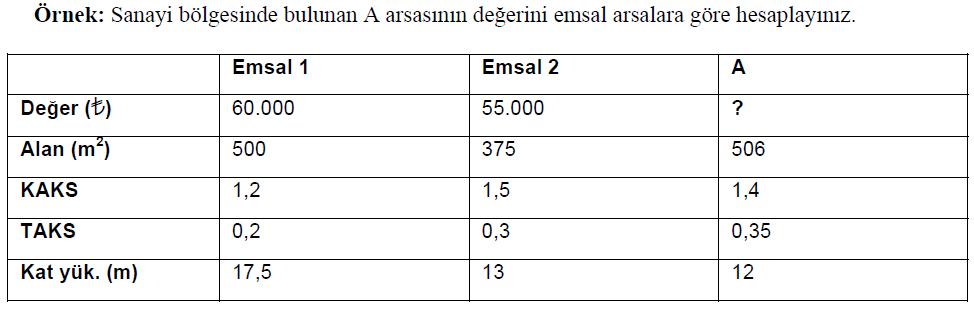 Örnek: Sanayi bölgesinde bulunan A arsasının değerini emsal arsalara göre hesaplayınız.
Emsal 1 Emsal 2 A
Değer (₺) 60.000 55.000 ?
Alan (m²) 500 375 506
KAKS 1,2 1,5 1,4
TAKS 0,2 0,3 0,35
Kat yük. (m) 17,5 13 12